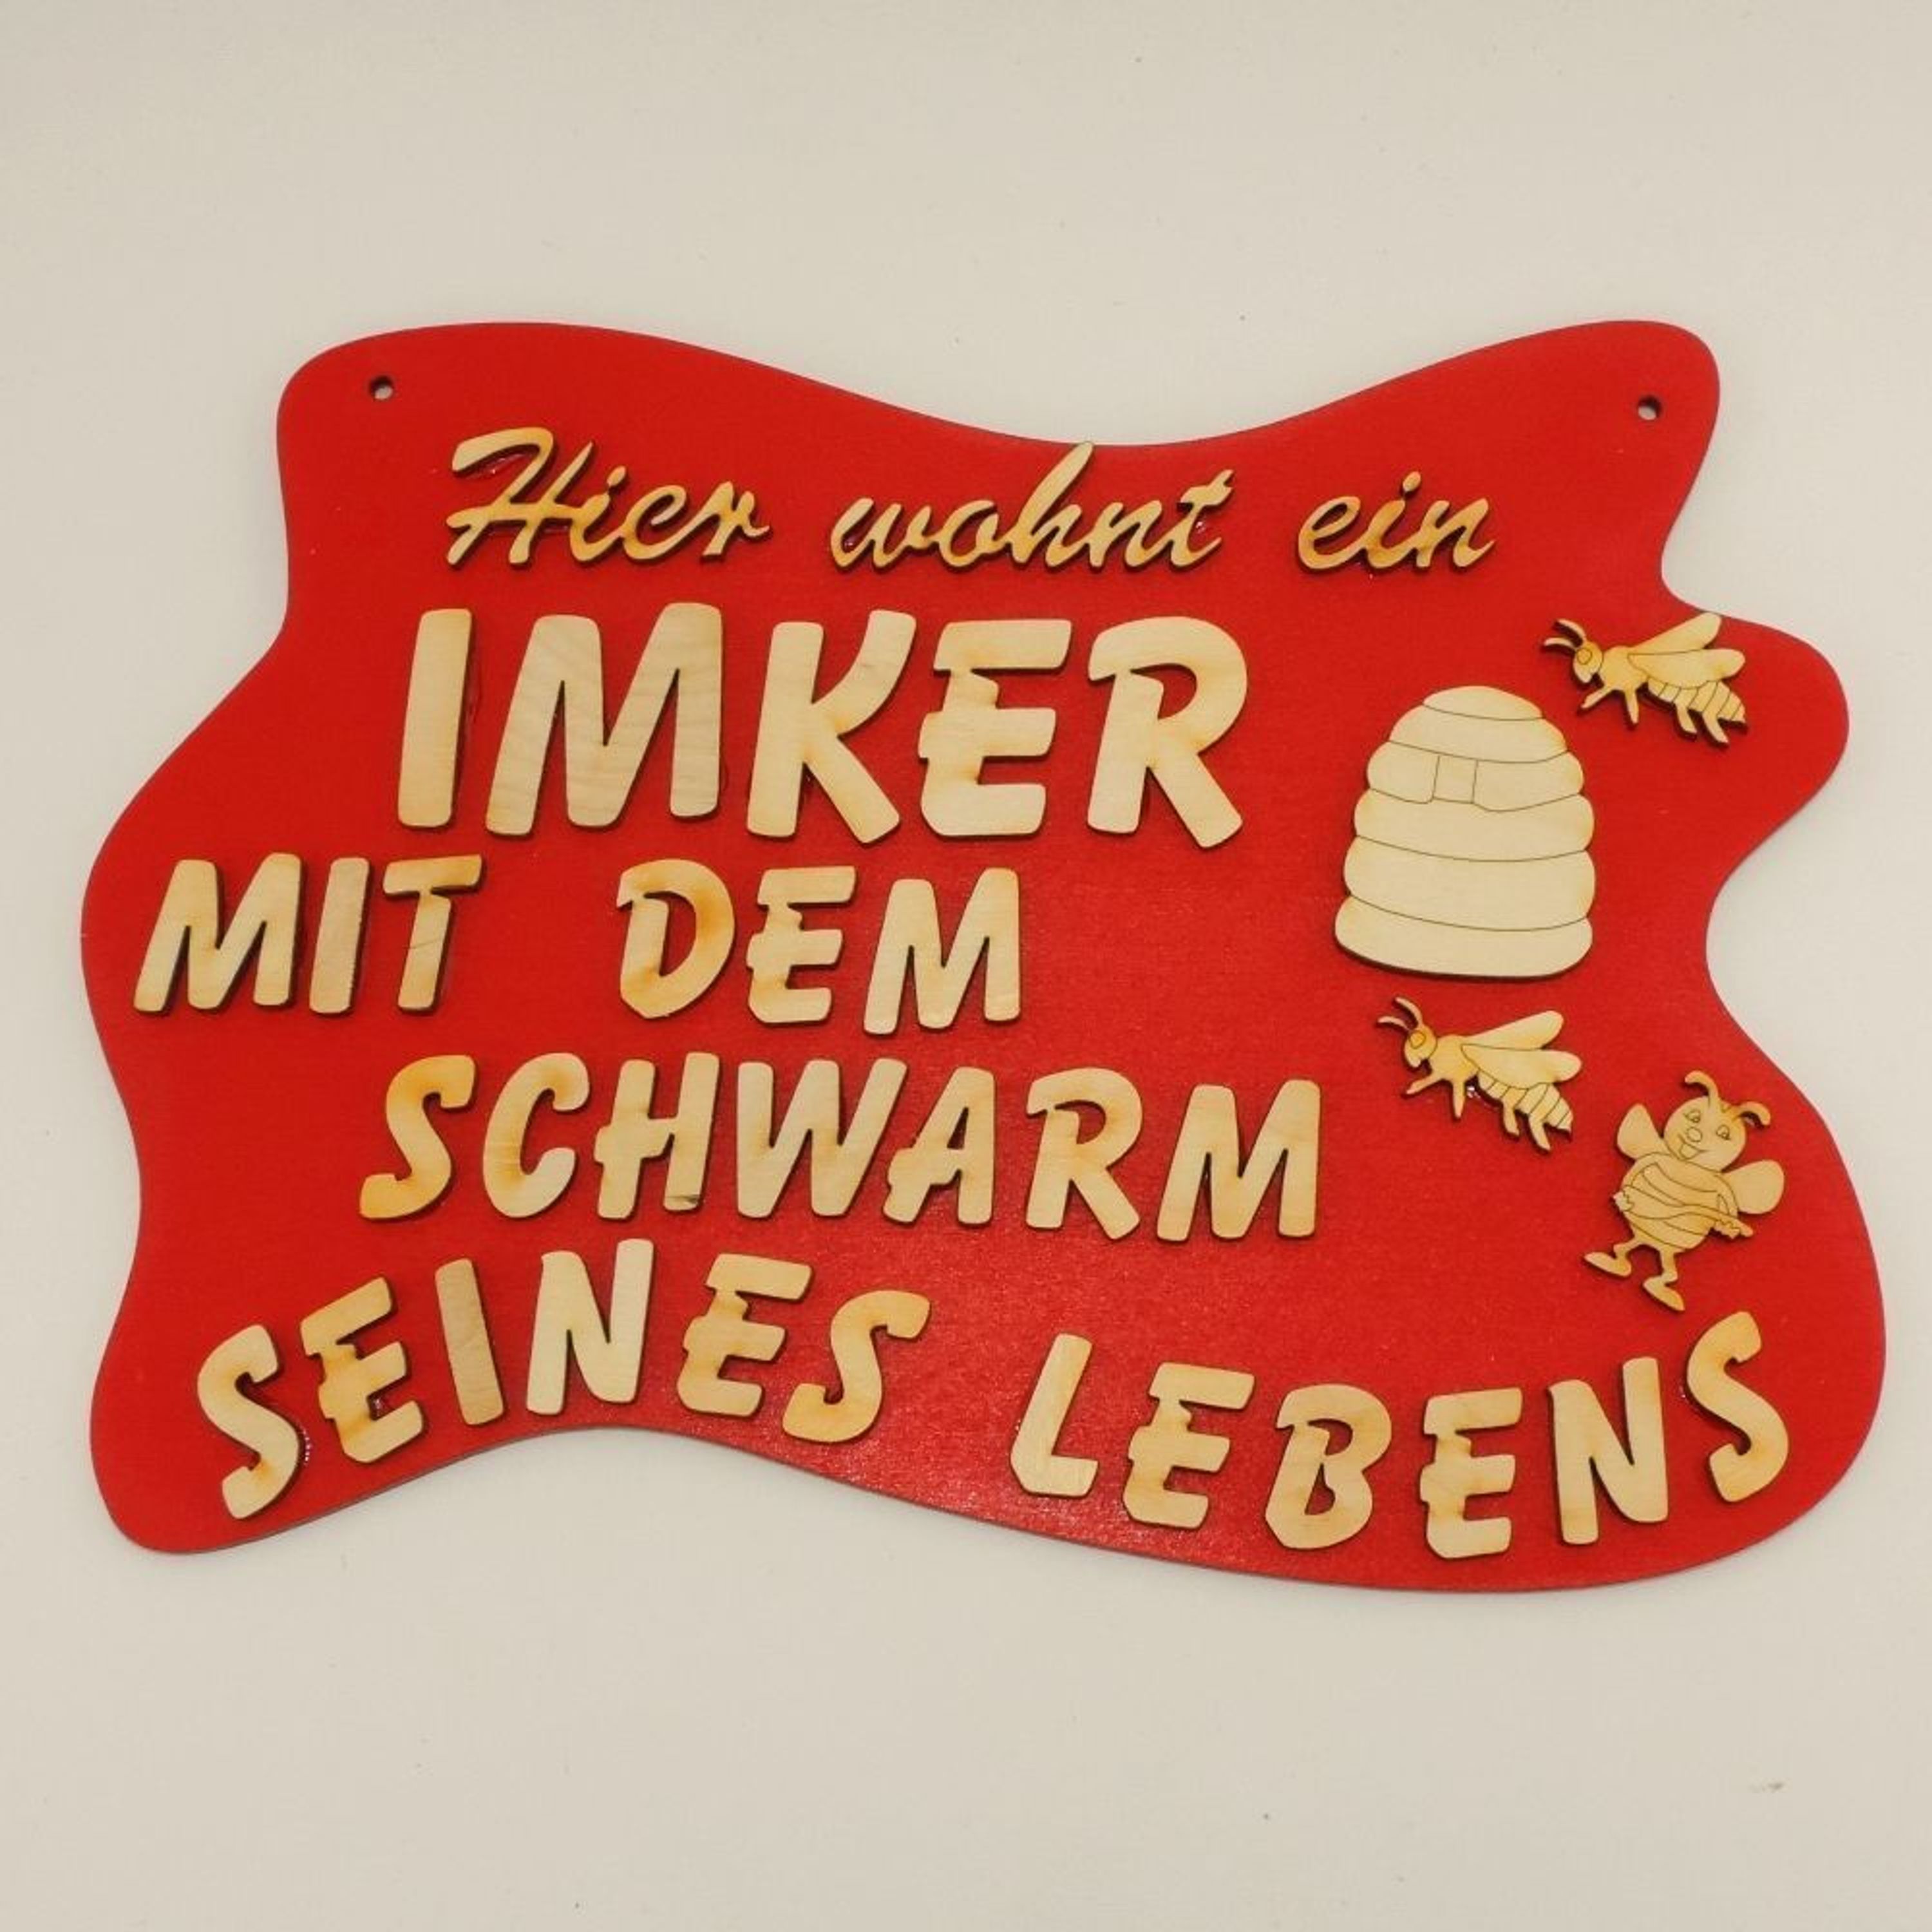 Hier wohnt ein
IMKER
MIT DEM
SCHWARM
SEINES LEBENS